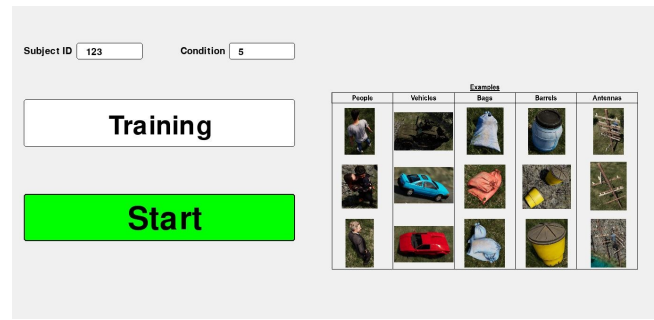 Subject ID 123 Condition 5
Training
Start
Examples
People Vehicles Bags Barrels Antennas